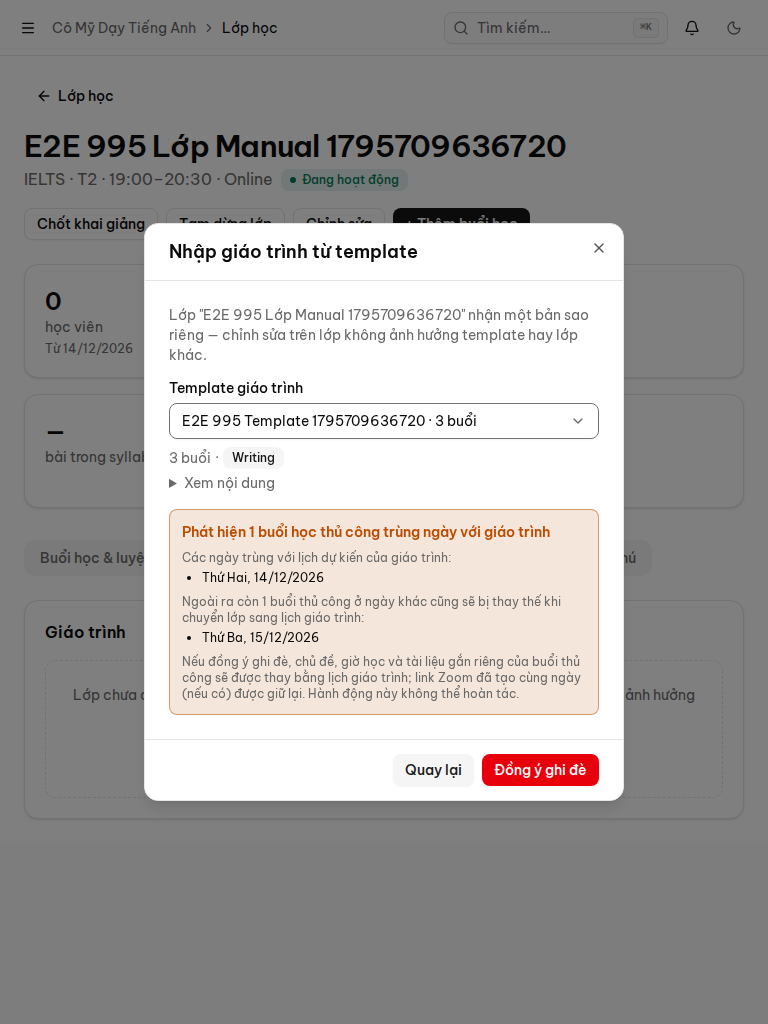 Cô Mỹ Dạy Tiếng Anh > Lớp học
Tìm kiếm...
⌘K
← Lớp học
E2E 995 Lớp Manual 1795709636720
IELTS · T2 · 19:00–20:30 · Online
Đang hoạt động
Chốt khai giảng
Tạm dừng lớp
Chỉnh sửa
+ Thêm buổi học
Nhập giáo trình từ template
0
học viên
Từ 14/12/2026
Lớp "E2E 995 Lớp Manual 1795709636720" nhận một bản sao
riêng — chỉnh sửa trên lớp không ảnh hưởng template hay lớp
khác.
Template giáo trình
E2E 995 Template 1795709636720 · 3 buổi
—
bài trong
3 buổi · Writing
Xem nội dung
Phát hiện 1 buổi học thủ công trùng ngày với giáo trình
Các ngày trùng với lịch dự kiến của giáo trình:
• Thứ Hai, 14/12/2026
Ngoài ra còn 1 buổi thủ công ở ngày khác cũng sẽ bị thay thế khi
chuyển lớp sang lịch giáo trình:
• Thứ Ba, 15/12/2026
Nếu đồng ý ghi đè, chủ đề, giờ học và tài liệu gắn riêng của buổi thủ
công sẽ được thay bằng lịch giáo trình; link Zoom đã tạo cùng ngày
(nếu có) được giữ lại. Hành động này không thể hoàn tác.
Buổi học &
Giáo trình
Lớp chưa
ảnh hưởng
Quay lại
Đồng ý ghi đè